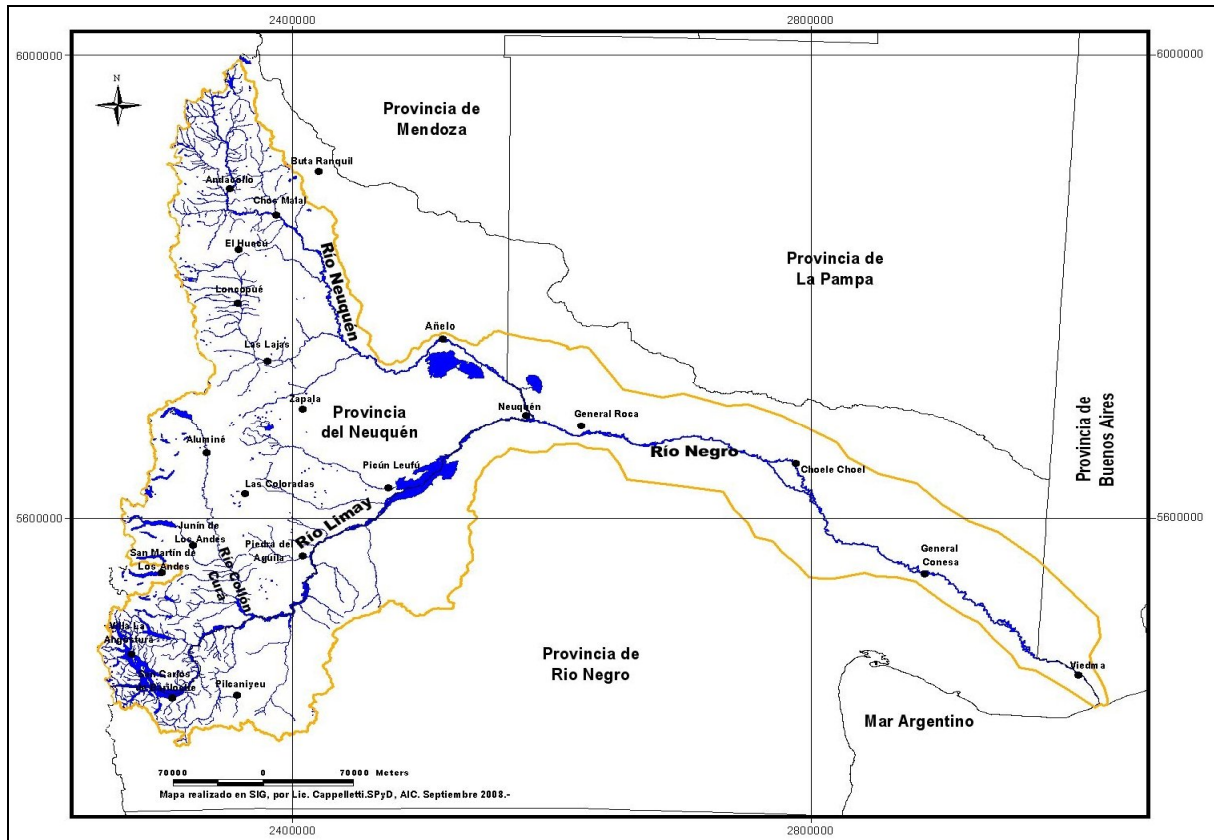 2400000
2800000
6000000
6000000
N
Provincia de
Mendoza
Buta Ranquil
Andacollo
Chos Malal
El Huecú
Río Neuquén
Provincia de
La Pampa
Loncopué
Añelo
Las Lajas
Zapala
Neuquén
General Roca
Provincia
del Neuquén
Provincia de
Buenos Aires
Aluminé
Río Negro
Choele Choel
Picún Leufú
Las Coloradas
5600000
5600000
Río Limay
Junín de
Los Andes
Piedra del
Aguila
San Martín de
Los Andes
Río Collón
Cura
General
Conesa
Villa La
Angostura
Provincia de
Rio Negro
Viedma
San Carlos
Pilcaniyeu
Mar Argentino
70000 0 70000 Meters
Mapa realizado en SIG, por Lic. Cappelletti.SPyD, AIC. Septiembre 2008.-
2400000
2800000